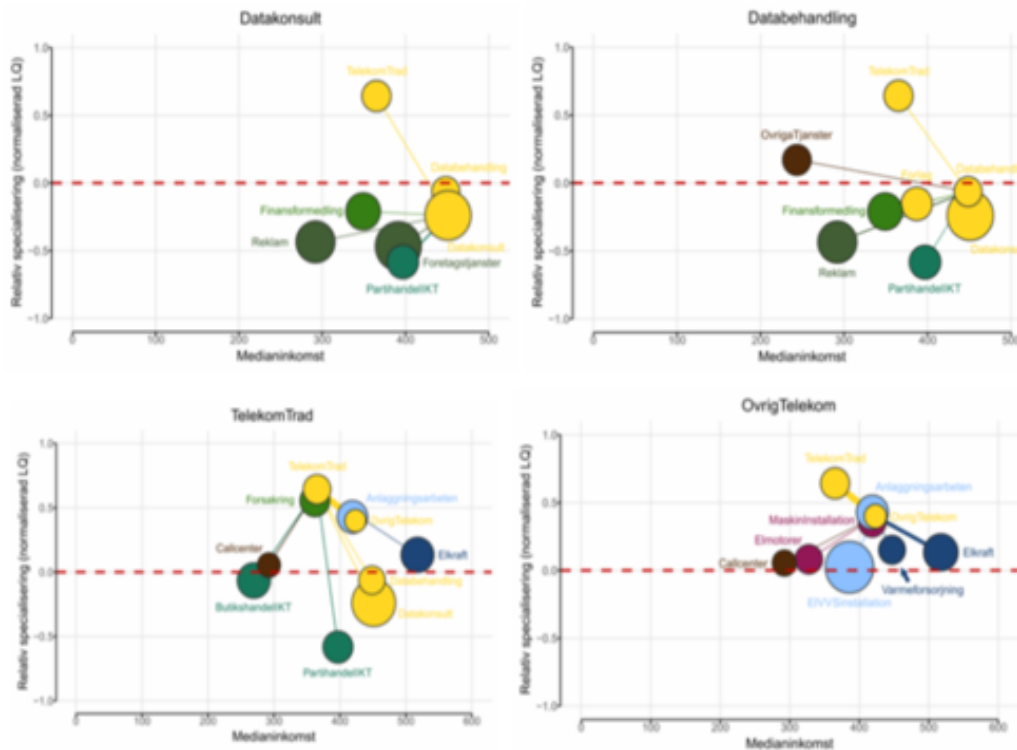 Datakonsult
Relativ specialisering (normaliserad LQ)
1.0
0.5
0.0
−0.5
−1.0
TelekomTrad
Databehandling
Finansformedling
Reklam
Datakonsult
Foretagstjanster
PartihandelIKT
0
100
200
300
400
500
Medianinkomst
Databehandling
Relativ specialisering (normaliserad LQ)
1.0
0.5
0.0
−0.5
−1.0
TelekomTrad
OvrigaTjanster
Databehandl
Finansformedling
Reklam
Datakonsu
PartihandelIKT
0
100
200
300
400
500
Medianinkomst
TelekomTrad
Relativ specialisering (normaliserad LQ)
1.0
0.5
0.0
−0.5
−1.0
TelekomTrad
Forsakring
Anlaggningsarbeten
OvrigTelekom
Callcenter
Elkraft
ButikshandelIKT
Databehandling
Datakonsult
PartihandelIKT
0
100
200
300
400
500
600
Medianinkomst
OvrigTelekom
Relativ specialisering (normaliserad LQ)
1.0
0.5
0.0
−0.5
−1.0
TelekomTrad
Anlaggningsarbeten
MaskinInstallation
OvrigTelekom
Elmotorer
Callcenter
Elkraft
Varmeforsorjning
ElVVSinstallation
0
100
200
300
400
500
600
Medianinkomst